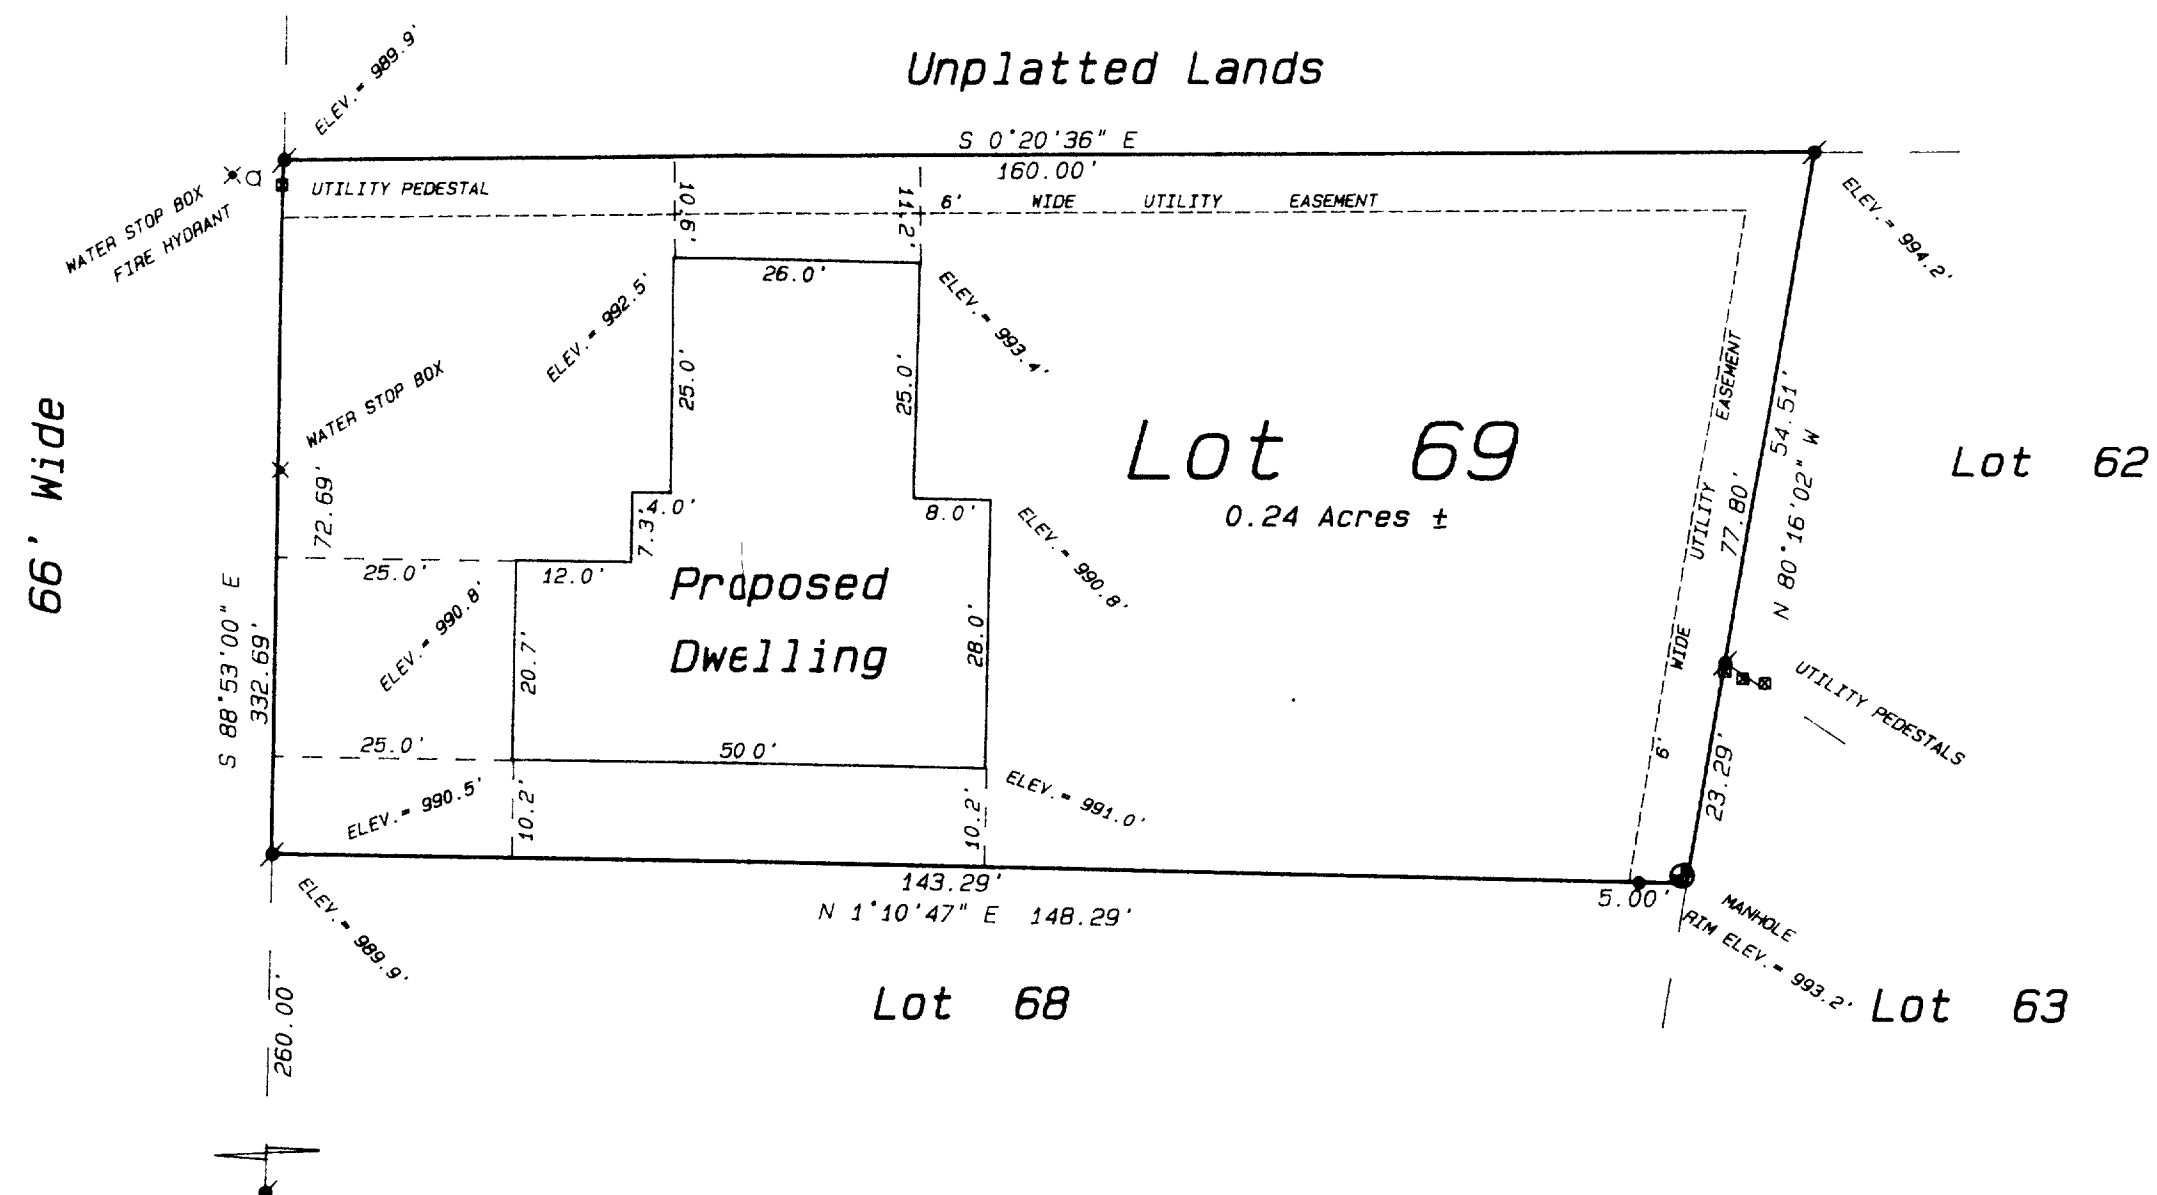 Unplatted Lands
ELEV.= 989.9'
S 0°20'36" E
160.00'
a
UTILITY PEDESTAL
WATER STOP BOX
FIRE HYDRANT
10.6'
11.2'
6' WIDE UTILITY EASEMENT
ELEV.= 994.2'
26.0'
ELEV.= 992.5'
ELEV.= 993.4'
WATER STOP BOX
25.0'
25.0'
66' Wide
Lot 69
0.24 Acres ±
Lot 62
54.51'
N 80°16'02" W
77.80'
6' WIDE UTILITY EASEMENT
72.69'
4.0'
7.3'
8.0'
ELEV.= 990.8'
25.0'
12.0'
Proposed
Dwelling
ELEV.= 990.8'
20.7'
28.0'
S 88°53'00" E
332.69'
UTILITY PEDESTALS
25.0'
50 0'
23.29'
ELEV.= 990.5'
10.2'
10.2'
ELEV.= 991.0'
143.29'
N 1°10'47" E 148.29'
5.00'
MANHOLE
RIM ELEV.= 993.2'
ELEV.= 989.9'
Lot 68
Lot 63
260.00'